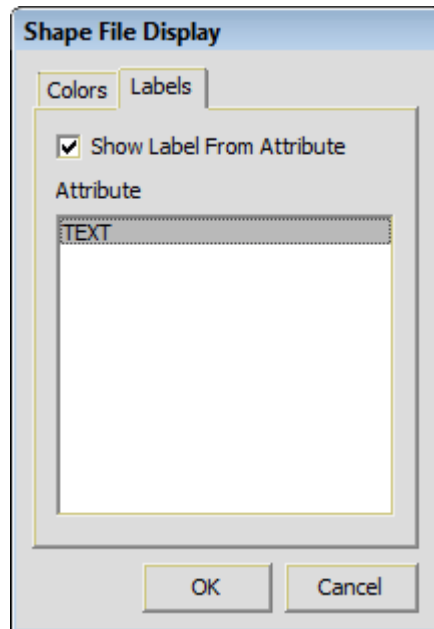 Shape File Display
Colors Labels
Show Label From Attribute
Attribute
TEXT
OK Cancel